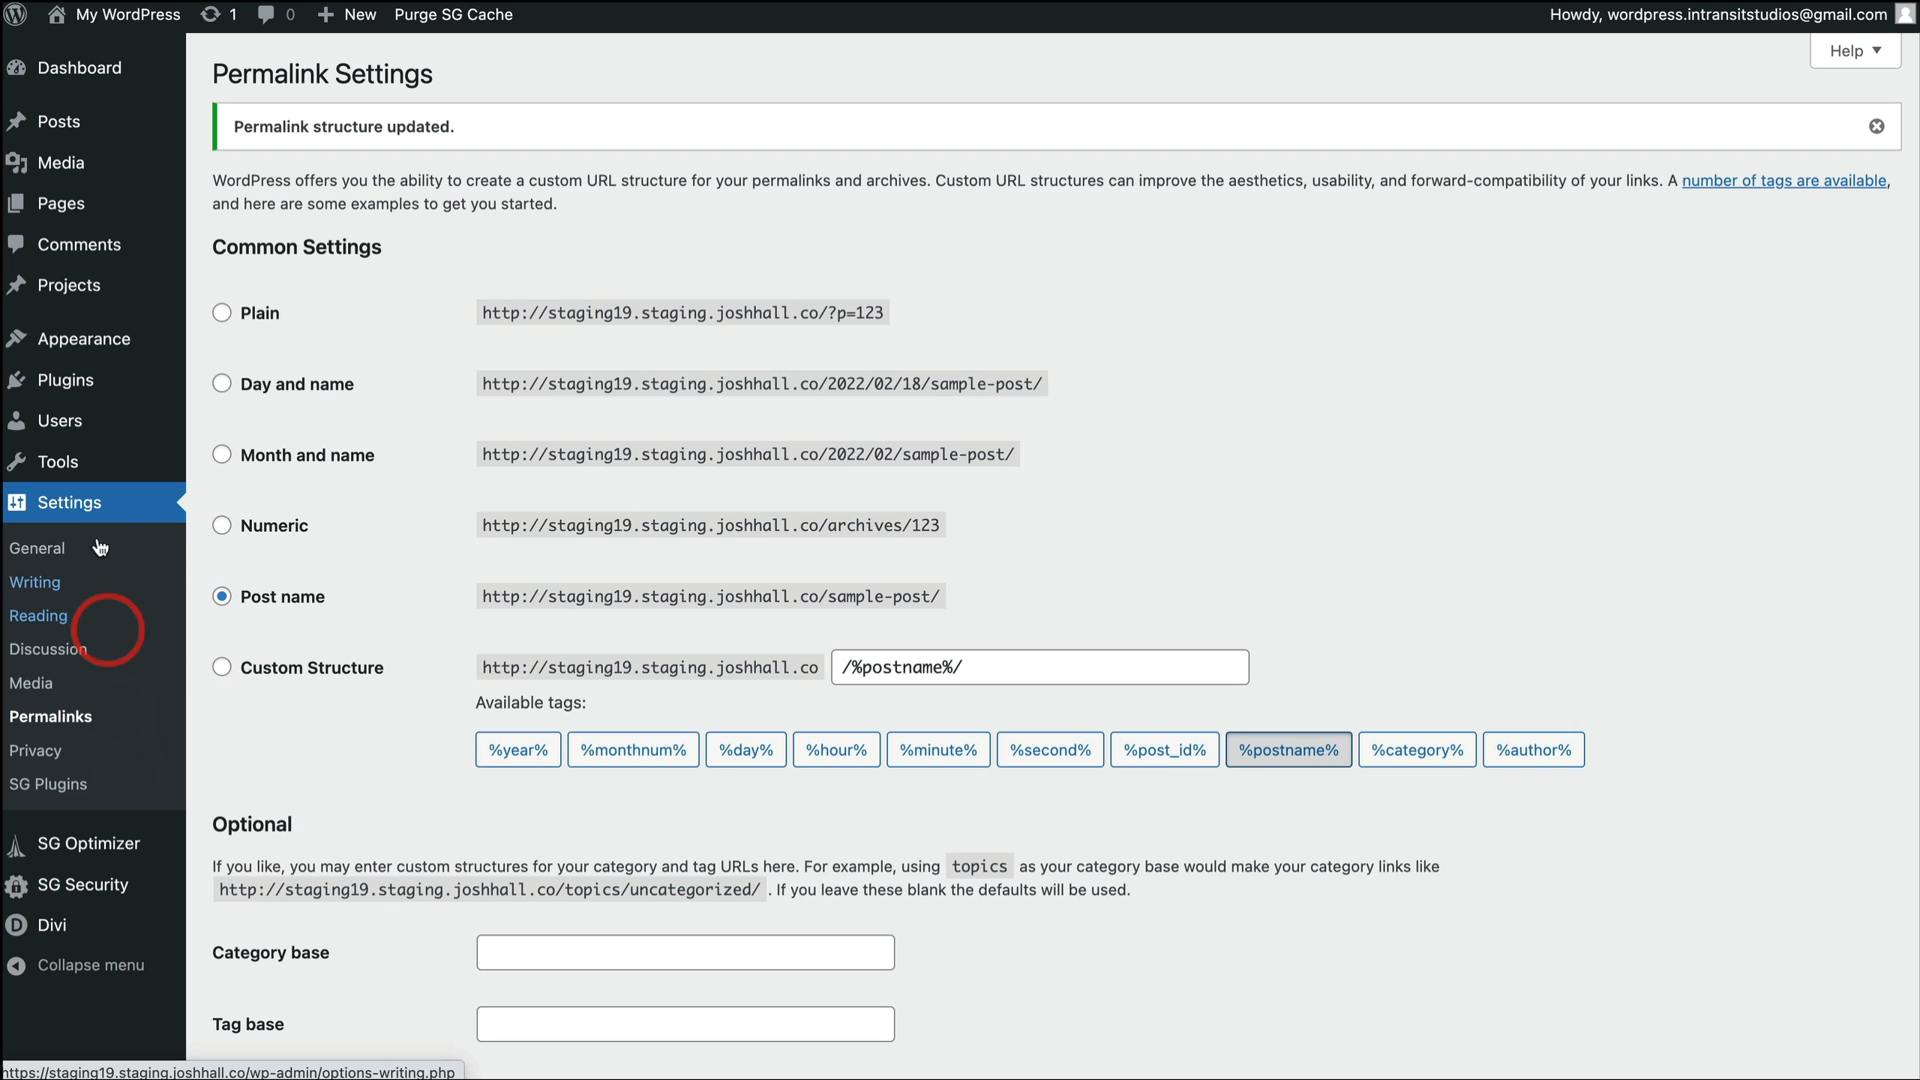 My WordPress 1 0 New Purge SG Cache Howdy, wordpress.intransitstudios@gmail.com
Help
Dashboard
Posts
Media
Pages
Comments
Projects
Appearance
Plugins
Users
Tools
Settings
General
Writing
Reading
Discussion
Media
Permalinks
Privacy
SG Plugins
SG Optimizer
SG Security
Divi
Collapse menu
Permalink Settings
Permalink structure updated.
WordPress offers you the ability to create a custom URL structure for your permalinks and archives. Custom URL structures can improve the aesthetics, usability, and forward-compatibility of your links. A number of tags are available,
and here are some examples to get you started.
Common Settings
Plain http://staging19.staging.joshhall.co/?p=123
Day and name http://staging19.staging.joshhall.co/2022/02/18/sample-post/
Month and name http://staging19.staging.joshhall.co/2022/02/sample-post/
Numeric http://staging19.staging.joshhall.co/archives/123
Post name http://staging19.staging.joshhall.co/sample-post/
Custom Structure http://staging19.staging.joshhall.co /%postname%/
Available tags:
%year% %monthnum% %day% %hour% %minute% %second% %post_id% %postname% %category% %author%
Optional
If you like, you may enter custom structures for your category and tag URLs here. For example, using topics as your category base would make your category links like
http://staging19.staging.joshhall.co/topics/uncategorized/ . If you leave these blank the defaults will be used.
Category base
Tag base
https://staging19.staging.joshhall.co/wp-admin/options-writing.php